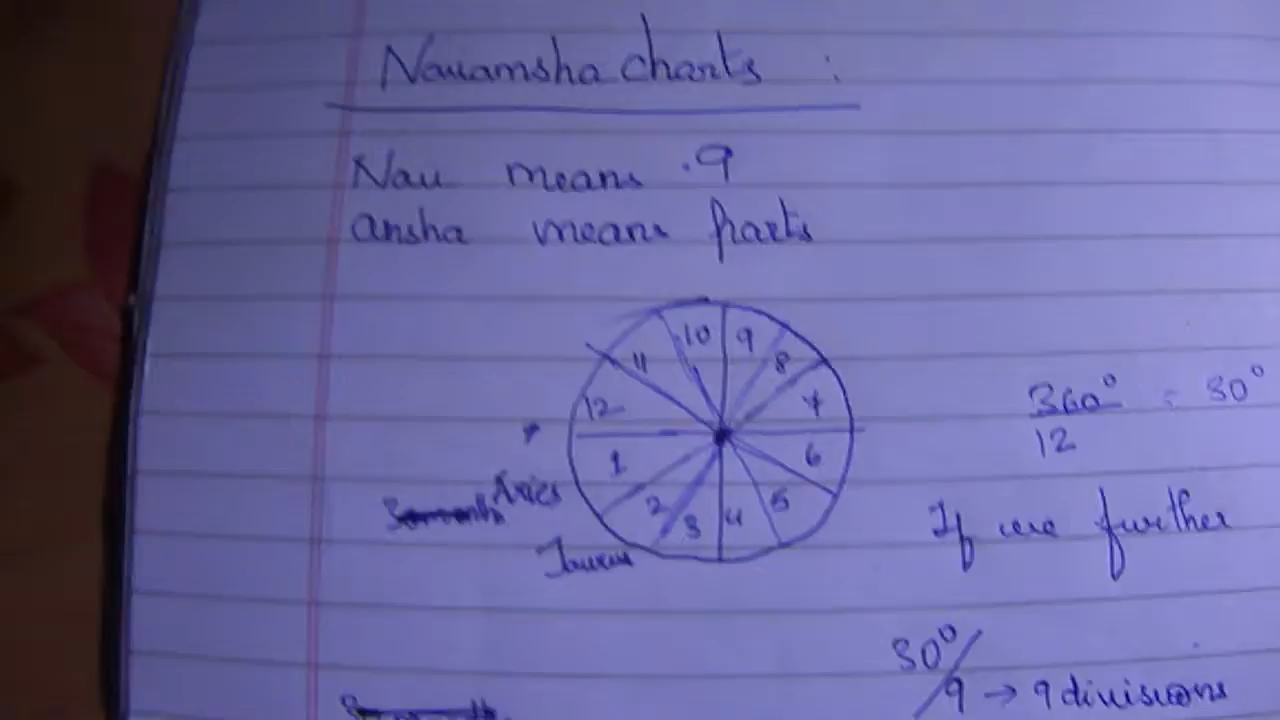 Navamsha charts :
Nau means .9
ansha means parts
10 9
11 8
12 7
1 6
2 3 4 5
Aries
Taurus
360° = 30°
12
If we further
30°/
9 → 9 divisions